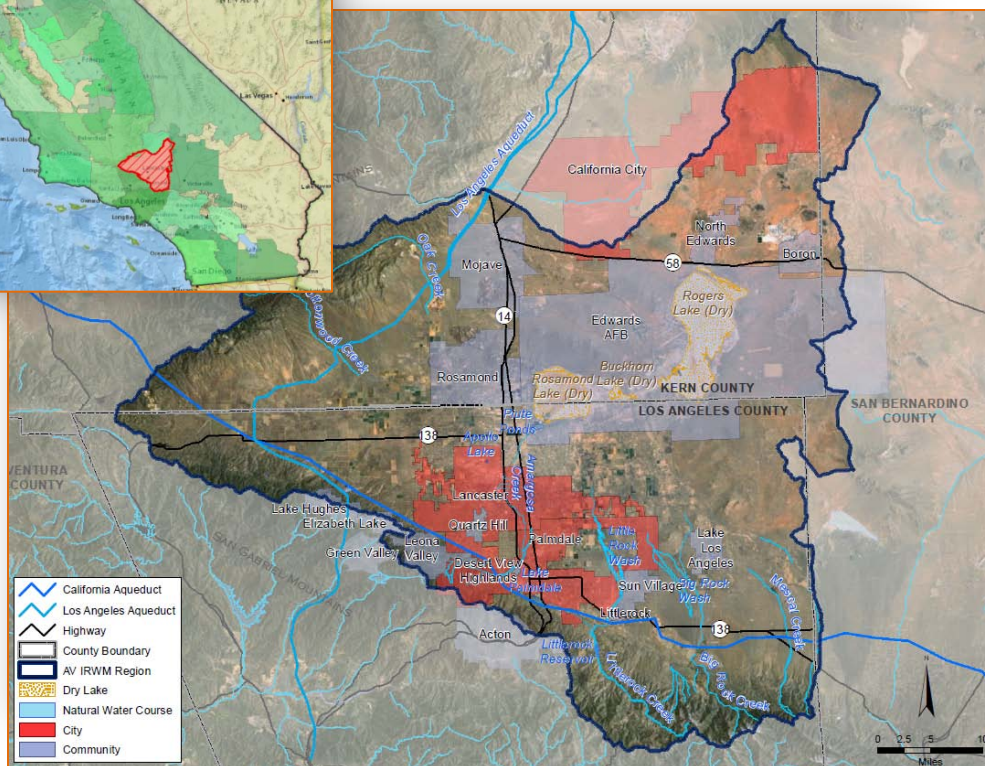 Las Vegas
Los Angeles
San Diego
Los Angeles Aqueduct
California City
North
Edwards
Boron
Mojave
Oak Creek
58
14
Rogers
Lake (Dry)
Edwards
AFB
Buckhorn
Lake (Dry)
Rosamond
Rosamond
Lake (Dry)
KERN COUNTY
LOS ANGELES COUNTY
SAN BERNARDINO
COUNTY
Piute
Ponds
138
Apollo
Lake
Amargosa
Creek
VENTURA
COUNTY
Lancaster
Lake Hughes
Elizabeth Lake
Quartz Hill
Green Valley
Leona
Valley
Palmdale
Little
Rock
Wash
Lake
Los
Angeles
Desert View
Highlands
Lake
Palmdale
Sun Village
Big Rock
Wash
Mescal Creek
SAN GABRIEL MOUNTAINS
Littlerock
138
Acton
Littlerock
Reservoir
Littlerock Creek
Big Rock Creek
California Aqueduct
Los Angeles Aqueduct
Highway
County Boundary
AV IRWM Region
Dry Lake
Natural Water Course
City
Community
N
0 2.5 5 10
Miles